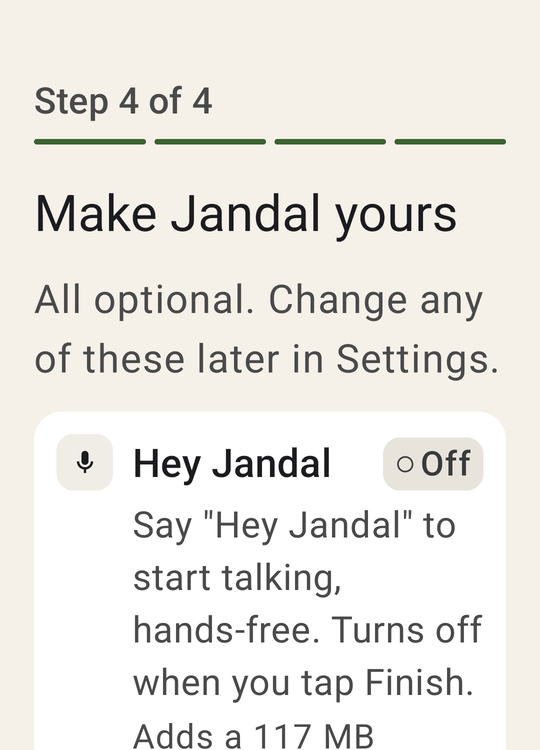 Step 4 of 4
Make Jandal yours
All optional. Change any
of these later in Settings.
Hey Jandal
Off
Say "Hey Jandal" to
start talking,
hands-free. Turns off
when you tap Finish.
Adds a 117 MB